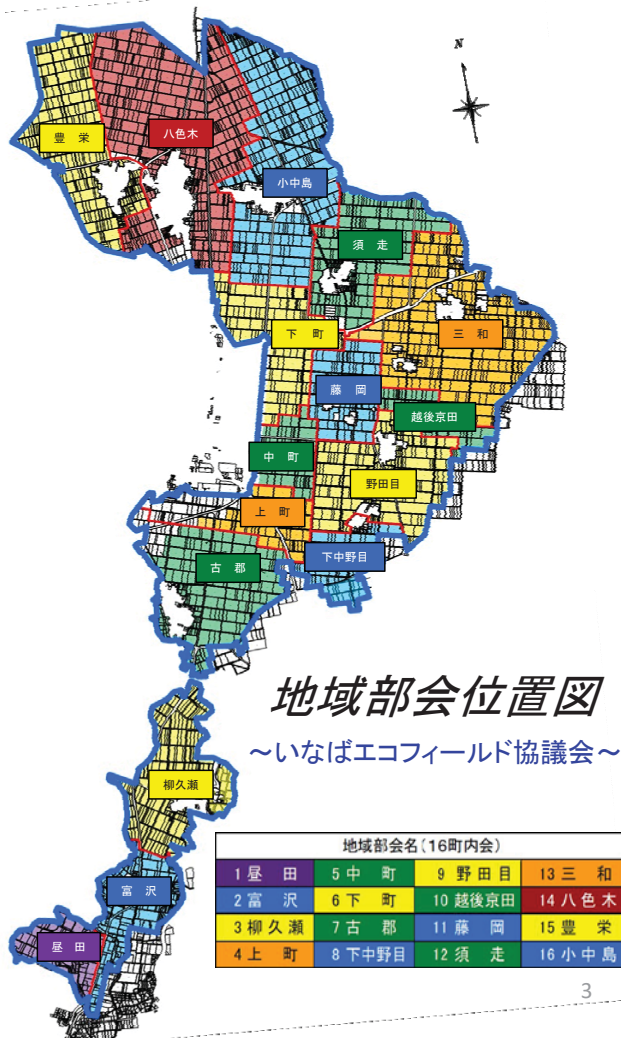 N
豊 栄
八色木
小中島
須 走
下 町
三 和
藤 岡
越後京田
中 町
野田目
上 町
下中野目
古 郡
地域部会位置図
~いなばエコフィールド協議会~
柳久瀬
富 沢
昼 田
地域部会名(16町内会)
1 昼 田 5 中 町 9 野 田 目 13 三 和
2 富 沢 6 下 町 10 越後京田 14 八 色 木
3 柳 久 瀬 7 古 郡 11 藤 岡 15 豊 栄
4 上 町 8 下中野目 12 須 走 16 小 中 島
3